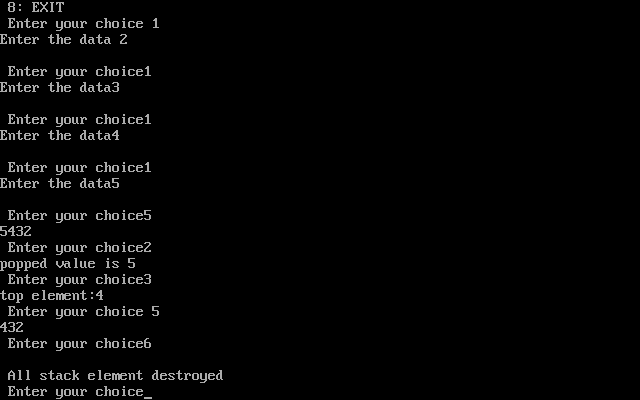 8: EXIT
Enter your choice 1
Enter the data 2
Enter your choice1
Enter the data3
Enter your choice1
Enter the data4
Enter your choice1
Enter the data5
Enter your choice5
5432
Enter your choice2
popped value is 5
Enter your choice3
top element:4
Enter your choice 5
432
Enter your choice6
All stack element destroyed
Enter your choice_